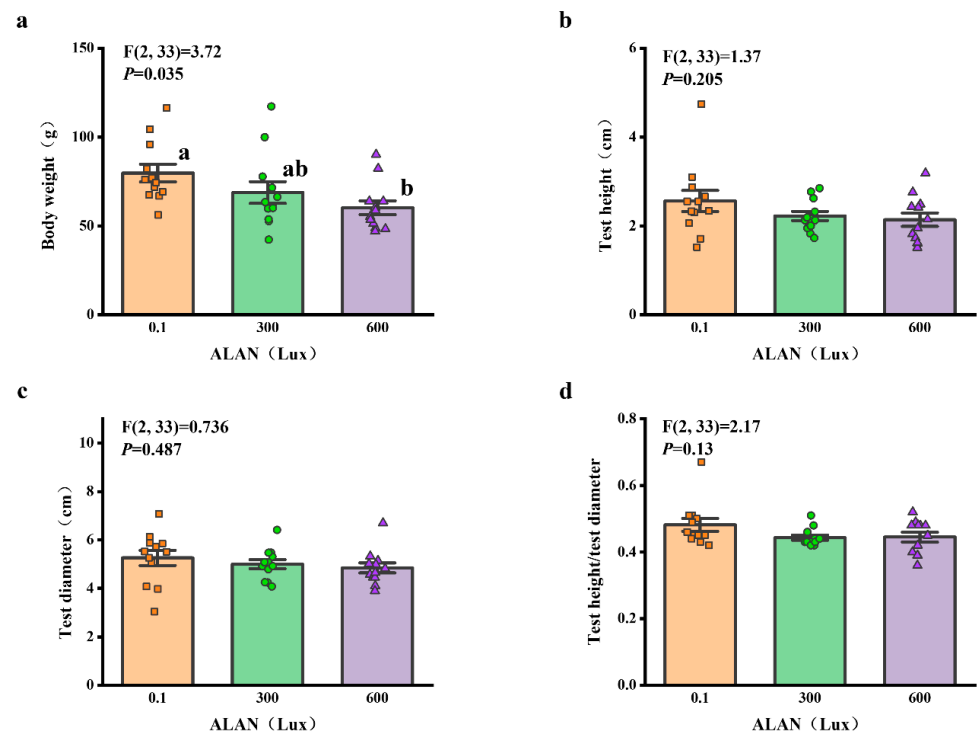 a
F(2, 33)=3.72
P=0.035
150
100
50
0
Body weight（g）
a
ab
b
0.1
300
600
ALAN（Lux）
b
F(2, 33)=1.37
P=0.205
6
4
2
0
Test height（cm）
0.1
300
600
ALAN（Lux）
c
F(2, 33)=0.736
P=0.487
10
8
6
4
2
0
Test diameter（cm）
0.1
300
600
ALAN（Lux）
d
F(2, 33)=2.17
P=0.13
0.8
0.6
0.4
0.2
0.0
Test height/test diameter
0.1
300
600
ALAN（Lux）